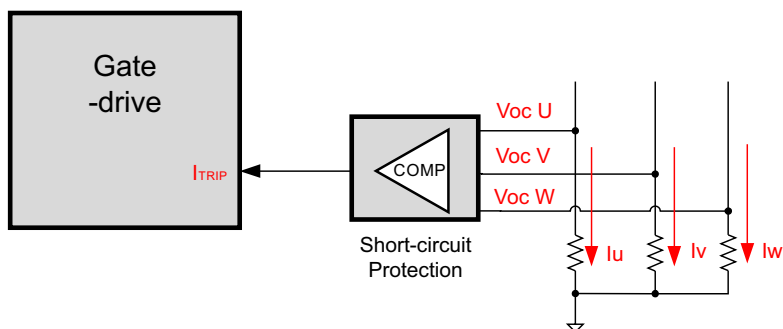 Gate
-drive
ITRIP
COMP
Short-circuit
Protection
Voc U
Voc V
Voc W
Iu
Iv
Iw